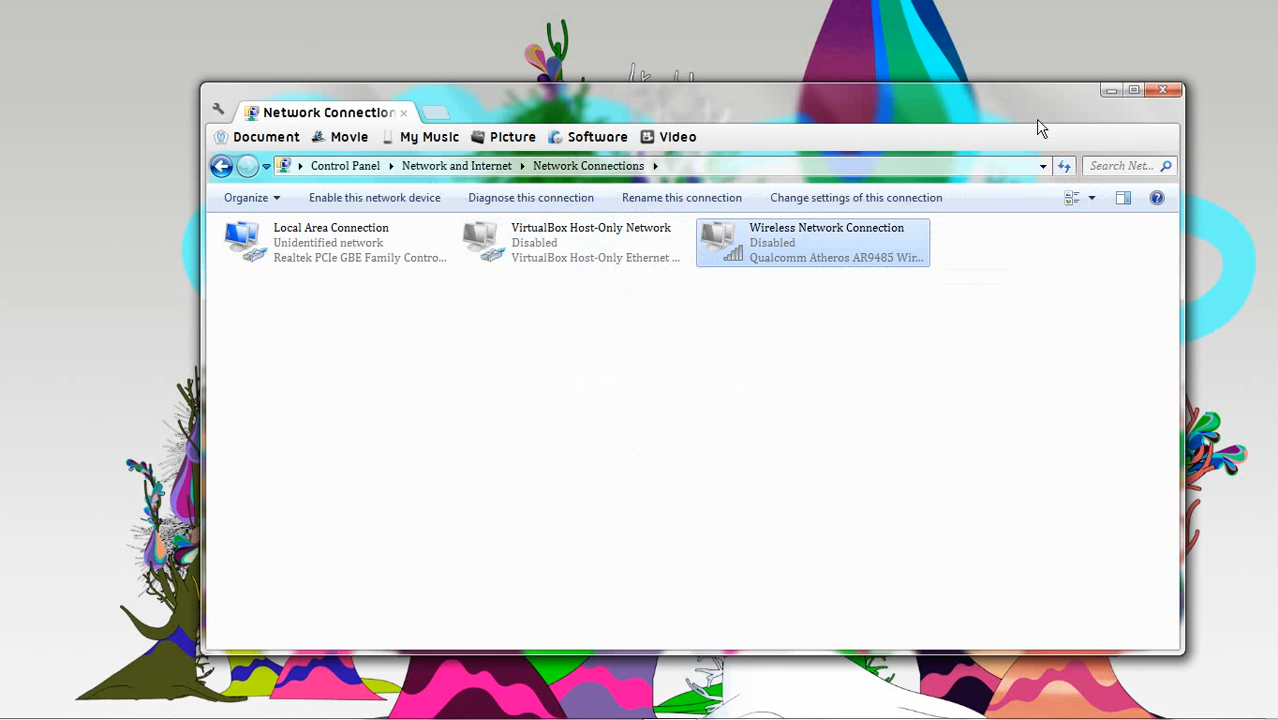 Network Connection
Document Movie My Music Picture Software Video
Control Panel Network and Internet Network Connections Search Net...
Organize Enable this network device Diagnose this connection Rename this connection Change settings of this connection
Local Area Connection
Unidentified network
Realtek PCIe GBE Family Contro...
VirtualBox Host-Only Network
Disabled
VirtualBox Host-Only Ethernet ...
Wireless Network Connection
Disabled
Qualcomm Atheros AR9485 Wir...